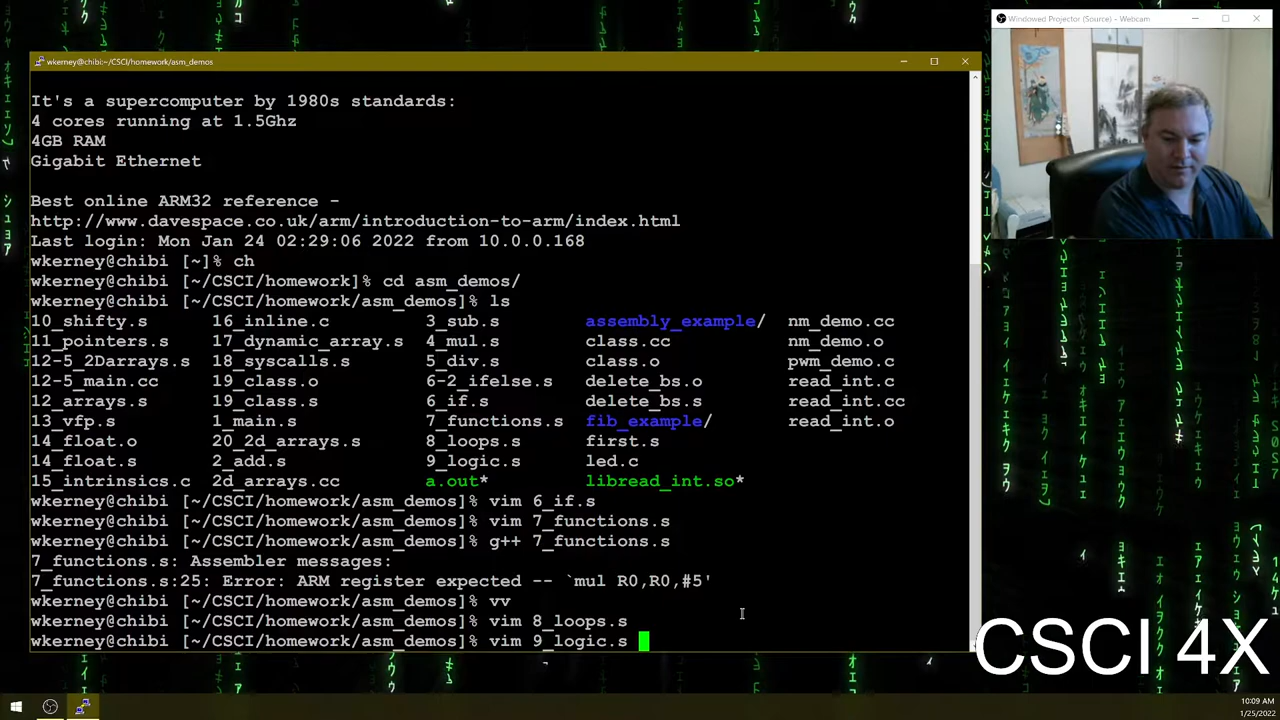 Windowed Projector (Source) - Webcam
wkerney@chibi:~/CSCI/homework/asm_demos
It's a supercomputer by 1980s standards:
4 cores running at 1.5Ghz
4GB RAM
Gigabit Ethernet
Best online ARM32 reference -
http://www.davespace.co.uk/arm/introduction-to-arm/index.html
Last login: Mon Jan 24 02:29:06 2022 from 10.0.0.168
wkerney@chibi [~]% ch
wkerney@chibi [~/CSCI/homework]% cd asm_demos/
wkerney@chibi [~/CSCI/homework/asm_demos]% ls
10_shifty.s 16_inline.c 3_sub.s assembly_example/ nm_demo.cc
11_pointers.s 17_dynamic_array.s 4_mul.s class.cc nm_demo.o
12-5_2Darrays.s 18_syscalls.s 5_div.s class.o pwm_demo.c
12-5_main.cc 19_class.o 6-2_ifelse.s delete_bs.o read_int.c
12_arrays.s 19_class.s 6_if.s delete_bs.s read_int.cc
13_vfp.s 1_main.s 7_functions.s fib_example/ read_int.o
14_float.o 20_2d_arrays.s 8_loops.s first.s
14_float.s 2_add.s 9_logic.s led.c
15_intrinsics.c 2d_arrays.cc a.out* libread_int.so*
wkerney@chibi [~/CSCI/homework/asm_demos]% vim 6_if.s
wkerney@chibi [~/CSCI/homework/asm_demos]% vim 7_functions.s
wkerney@chibi [~/CSCI/homework/asm_demos]% g++ 7_functions.s
7_functions.s: Assembler messages:
7_functions.s:25: Error: ARM register expected -- `mul R0,R0,#5'
wkerney@chibi [~/CSCI/homework/asm_demos]% vv
wkerney@chibi [~/CSCI/homework/asm_demos]% vim 8_loops.s
wkerney@chibi [~/CSCI/homework/asm_demos]% vim 9_logic.s
CSCI 4X
10:09 AM
1/25/2022